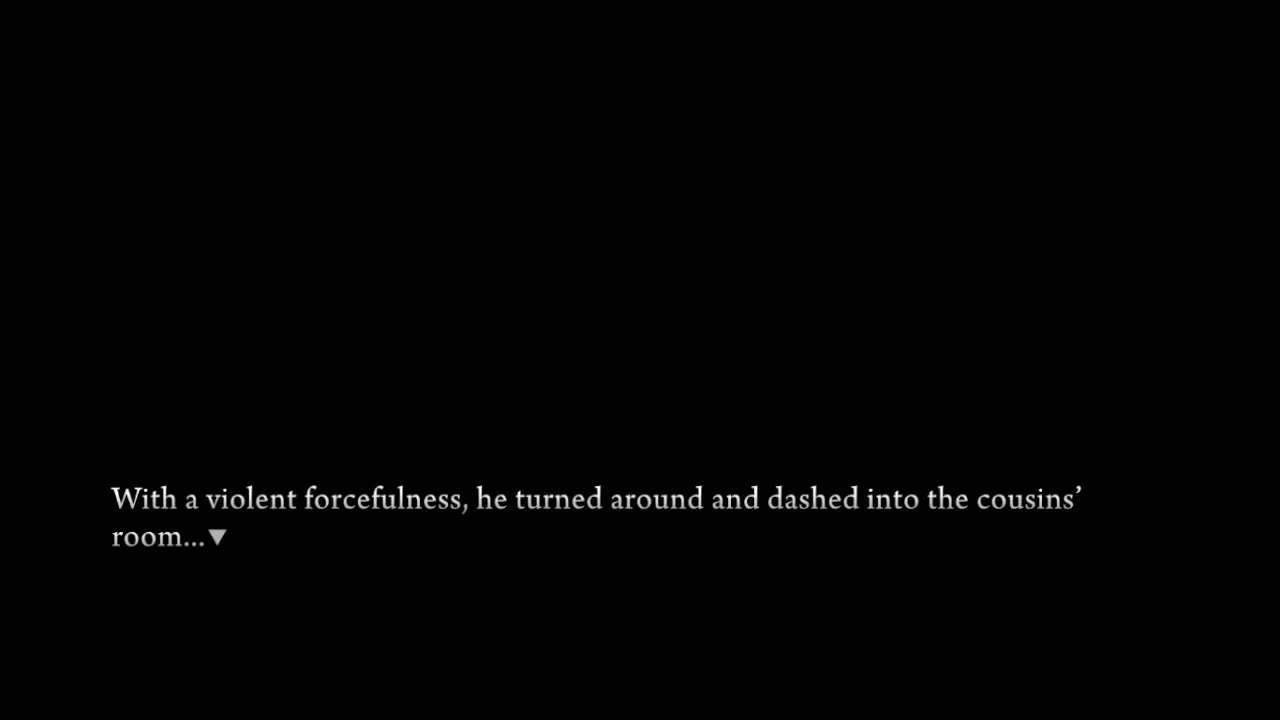 With a violent forcefulness, he turned around and dashed into the cousins’
room...▼